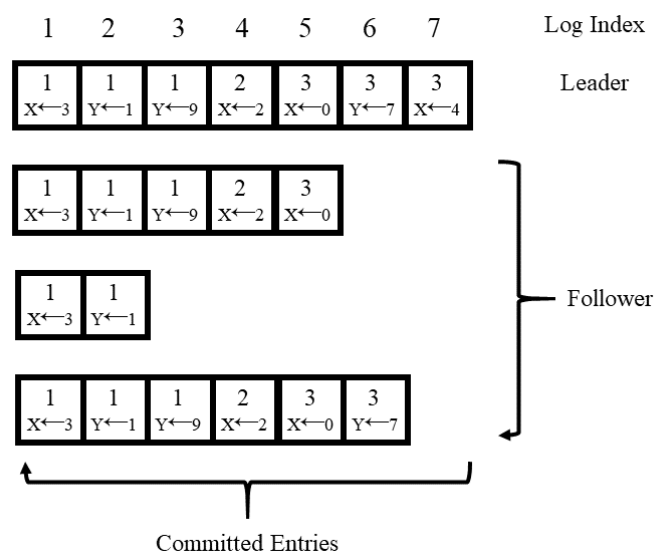 1 2 3 4 5 6 7 Log Index
1 1 1 2 3 3 3 Leader
X←3 Y←1 Y←9 X←2 X←0 Y←7 X←4
1 1 1 2 3
X←3 Y←1 Y←9 X←2 X←0
1 1
X←3 Y←1
Follower
1 1 1 2 3 3
X←3 Y←1 Y←9 X←2 X←0 Y←7
Committed Entries